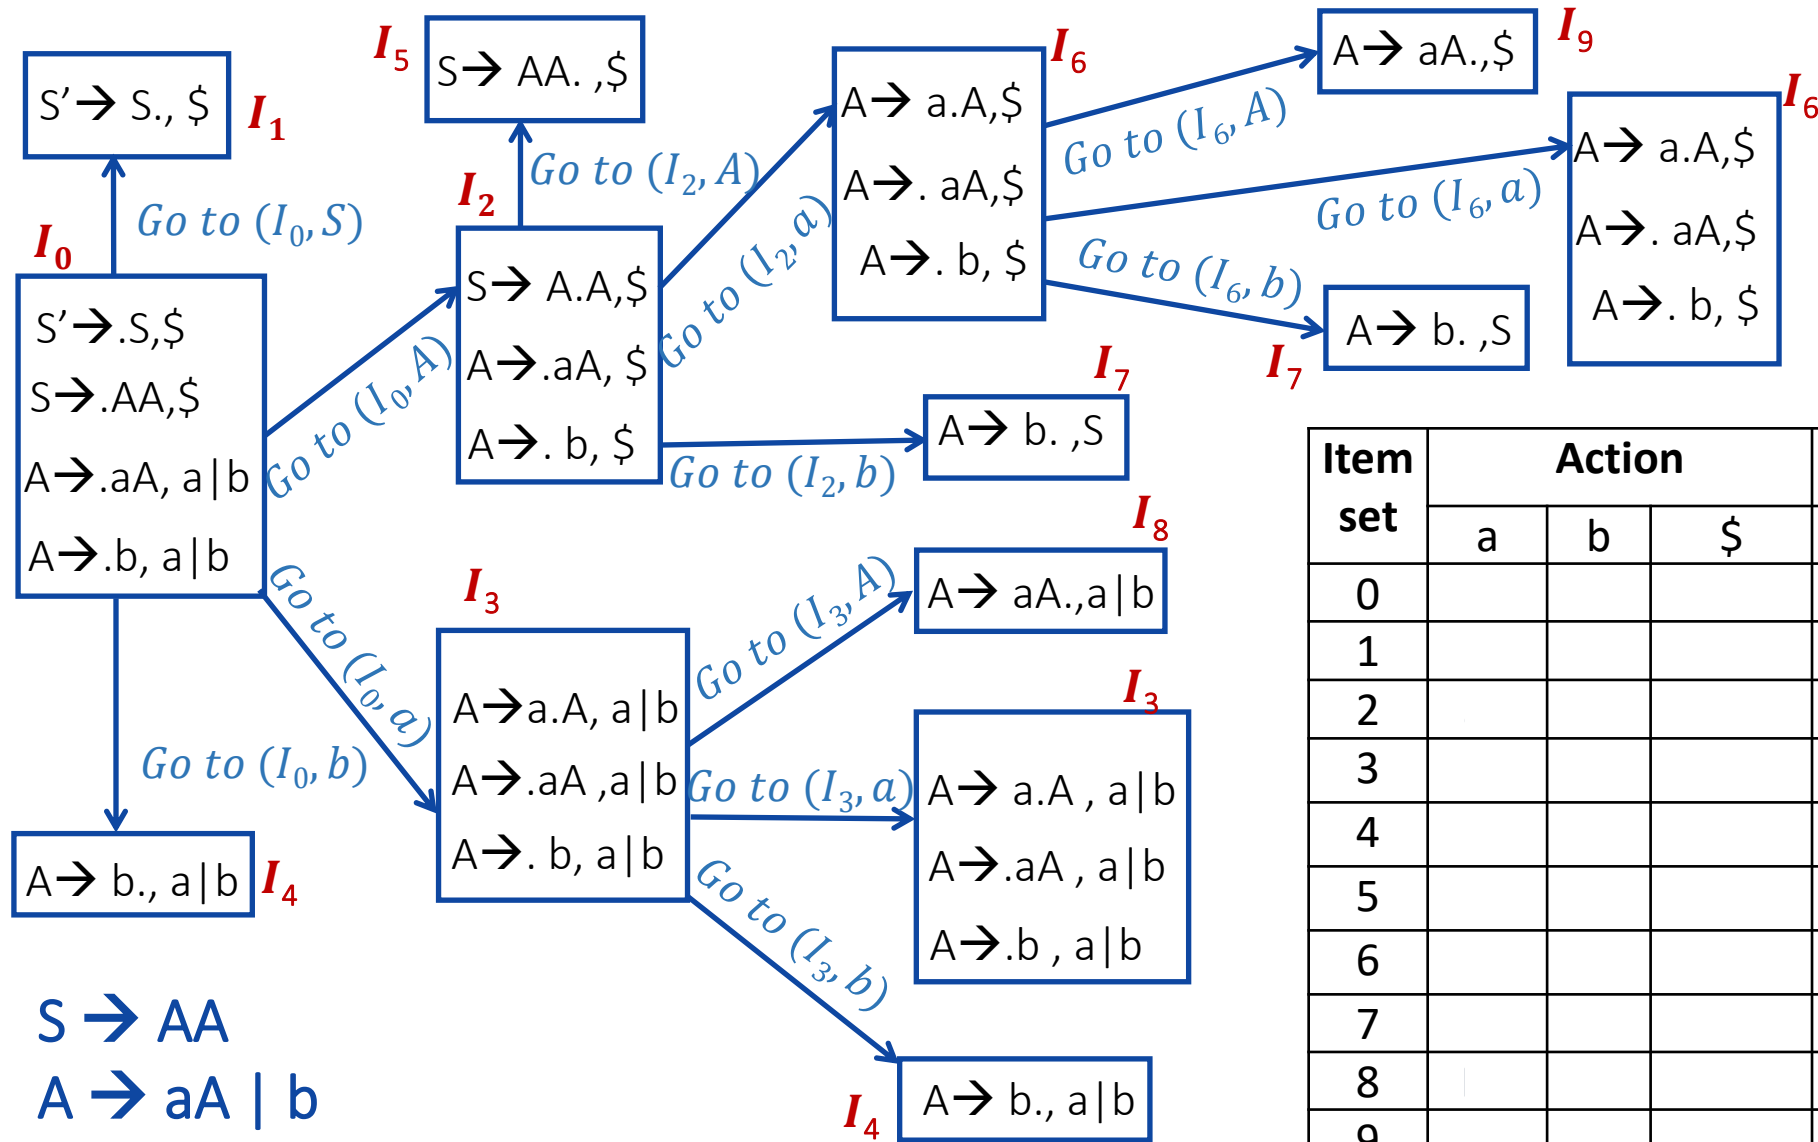 I1
S'→ S., $
Go to (I0, S)
I0
S'→.S,$
S→.AA,$
A→.aA, a|b
A→.b, a|b
Go to (I0, A)
Go to (I0, a)
Go to (I0, b)
A→ b., a|b
I4
I5
S→ AA. ,$
Go to (I2, A)
I2
S→ A.A,$
A→.aA, $
A→. b, $
Go to (I2, a)
Go to (I2, b)
I6
A→ a.A,$
A→. aA,$
A→. b, $
Go to (I6, A)
Go to (I6, a)
Go to (I6, b)
A→ aA.,$
I9
I6
A→ a.A,$
A→. aA,$
A→. b, $
I7
A→ b. ,S
I7
A→ b. ,S
I3
A→a.A, a|b
A→.aA ,a|b
A→. b, a|b
Go to (I3, A)
Go to (I3, a)
Go to (I3, b)
I8
A→ aA.,a|b
I3
A→ a.A , a|b
A→.aA , a|b
A→.b , a|b
I4
A→ b., a|b
S → AA
A → aA | b
Item set Action
a b $
0
1
2
3
4
5
6
7
8
9